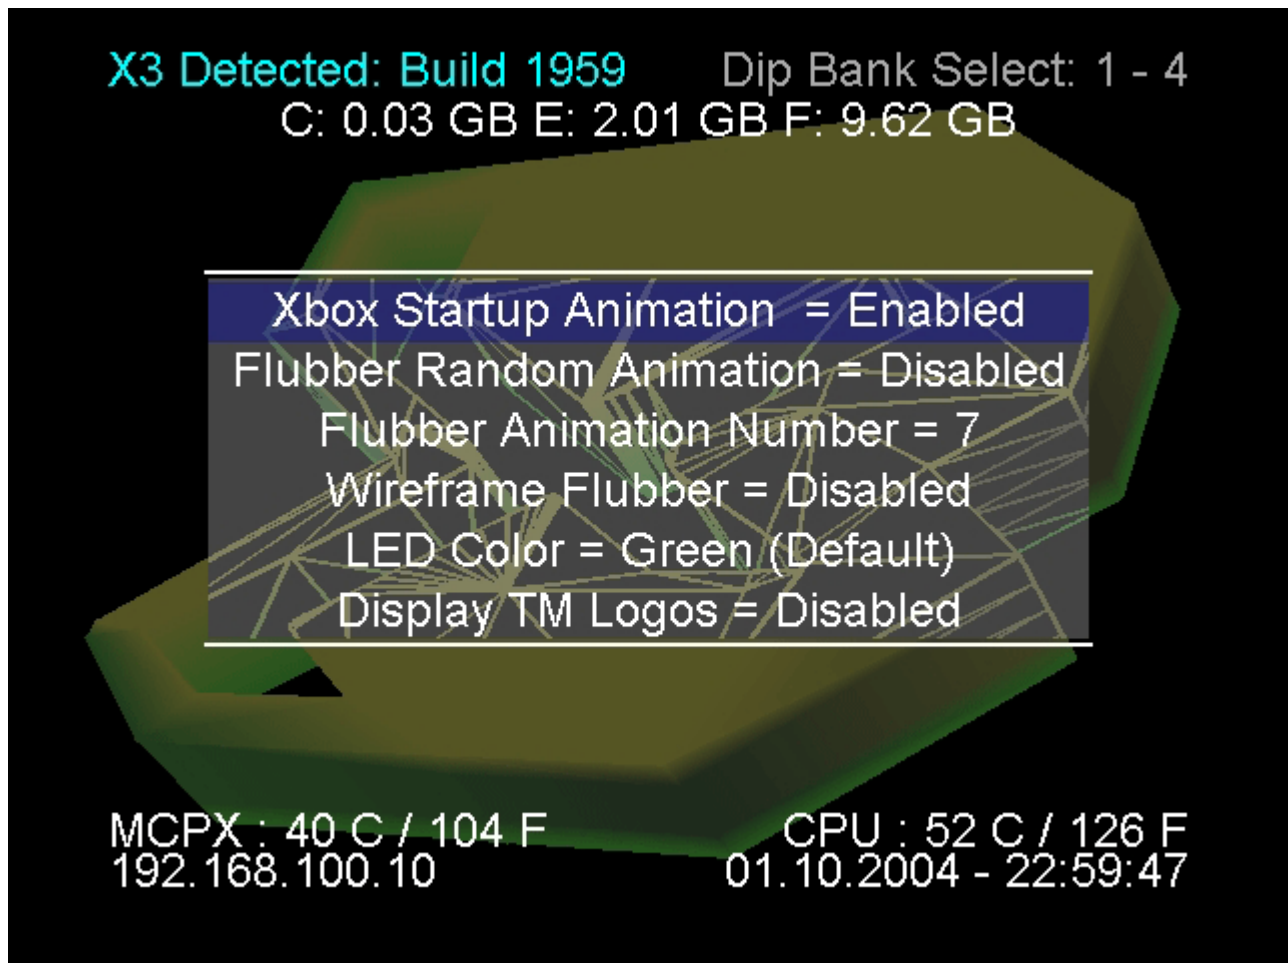 X3 Detected: Build 1959 Dip Bank Select: 1 - 4
C: 0.03 GB E: 2.01 GB F: 9.62 GB
Xbox Startup Animation = Enabled
Flubber Random Animation = Disabled
Flubber Animation Number = 7
Wireframe Flubber = Disabled
LED Color = Green (Default)
Display TM Logos = Disabled
MCPX : 40 C / 104 F CPU : 52 C / 126 F
192.168.100.10 01.10.2004 - 22:59:47